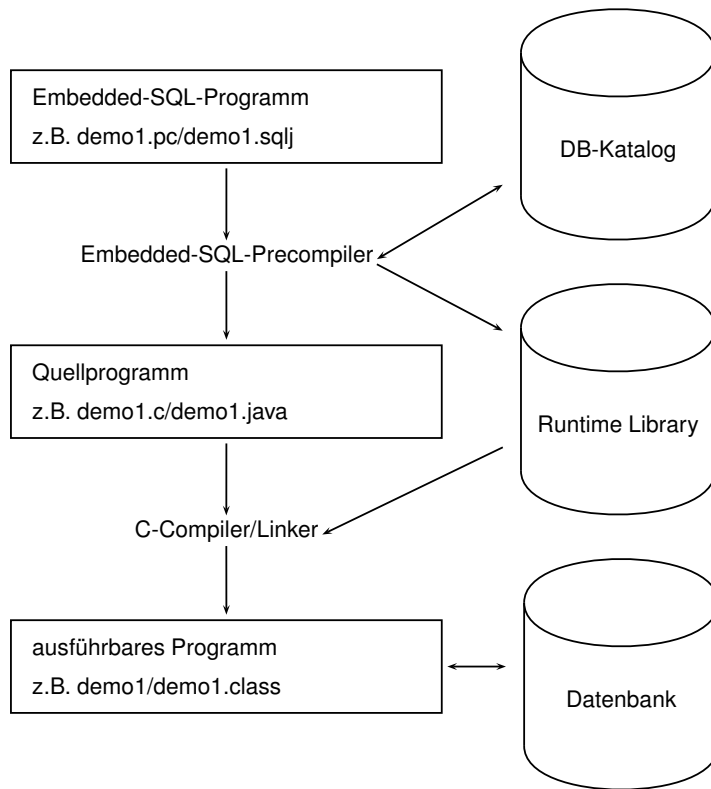 Embedded-SQL-Programm
z.B. demo1.pc/demo1.sqlj
DB-Katalog
Embedded-SQL-Precompiler
Quellprogramm
z.B. demo1.c/demo1.java
Runtime Library
C-Compiler/Linker
ausführbares Programm
z.B. demo1/demo1.class
Datenbank